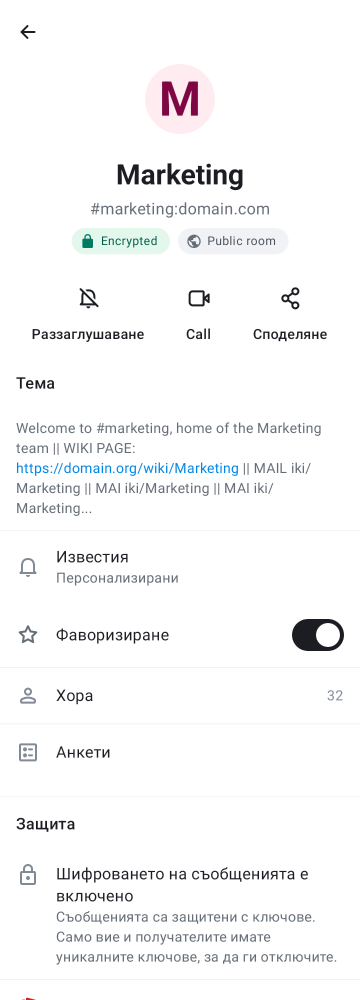 M
Marketing
#marketing:domain.com
Encrypted
Public room
Раззаглушаване
Call
Споделяне
Тема
Welcome to #marketing, home of the Marketing
team || WIKI PAGE:
https://domain.org/wiki/Marketing || MAIL iki/
Marketing || MAI iki/Marketing || MAI iki/
Marketing...
Известия
Персонализирани
Фаворизиране
Хора
32
Анкети
Защита
Шифроването на съобщенията е
включено
Съобщенията са защитени с ключове.
Само вие и получателите имате
уникалните ключове, за да ги отключите.